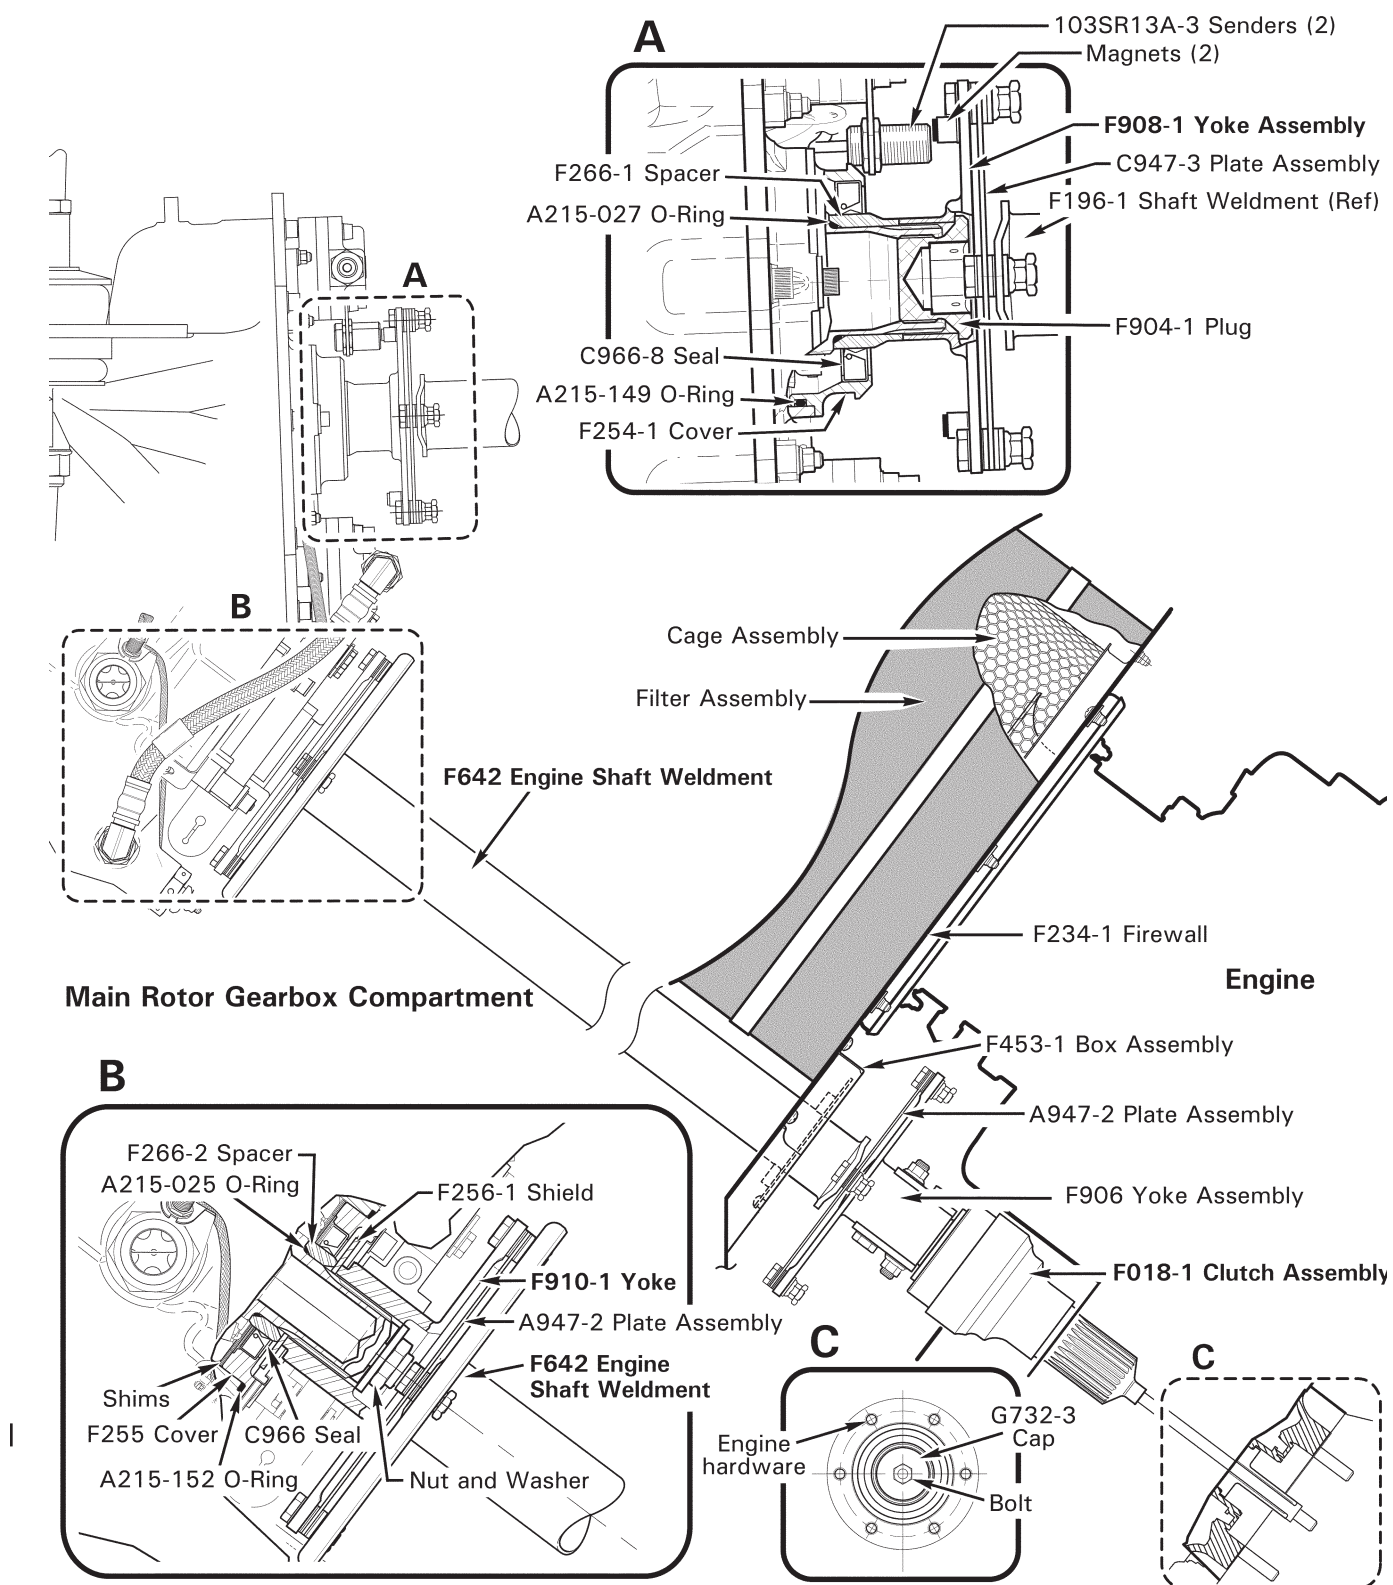 A
103SR13A-3 Senders (2)
Magnets (2)
F908-1 Yoke Assembly
C947-3 Plate Assembly
F196-1 Shaft Weldment (Ref)
F266-1 Spacer
A215-027 O-Ring
F904-1 Plug
C966-8 Seal
A215-149 O-Ring
F254-1 Cover
A
B
Cage Assembly
Filter Assembly
F642 Engine Shaft Weldment
F234-1 Firewall
Engine
Main Rotor Gearbox Compartment
F453-1 Box Assembly
A947-2 Plate Assembly
F906 Yoke Assembly
F018-1 Clutch Assembly
B
F266-2 Spacer
A215-025 O-Ring
F256-1 Shield
F910-1 Yoke
A947-2 Plate Assembly
F642 Engine
Shaft Weldment
Shims
F255 Cover
C966 Seal
A215-152 O-Ring
Nut and Washer
C
G732-3
Cap
Engine
hardware
Bolt
C